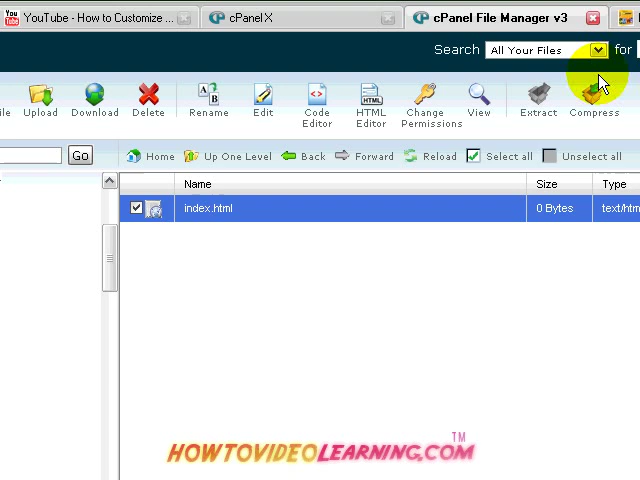 YouTube - How to Customize ...
cPanel X
cPanel File Manager v3
Search All Your Files for
Upload Download Delete Rename Edit Code Editor HTML Editor Change Permissions View Extract Compress
Go Home Up One Level Back Forward Reload Select all Unselect all
Name Size Type
index.html 0 Bytes text/htm
HOWTOVIDEOLEARNING.COM TM